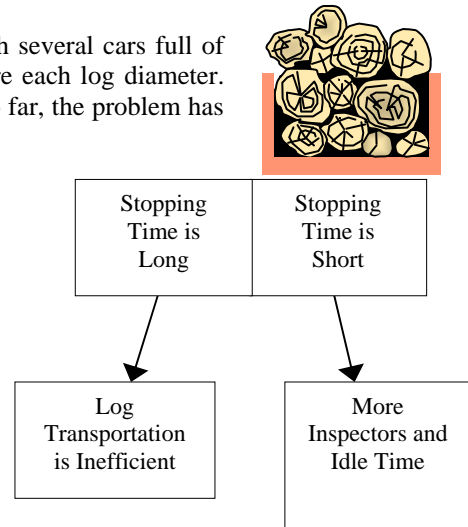 h several cars full of
re each log diameter.
o far, the problem has
Stopping
Time is
Long
Stopping
Time is
Short
Log
Transportation
is Inefficient
More
Inspectors and
Idle Time